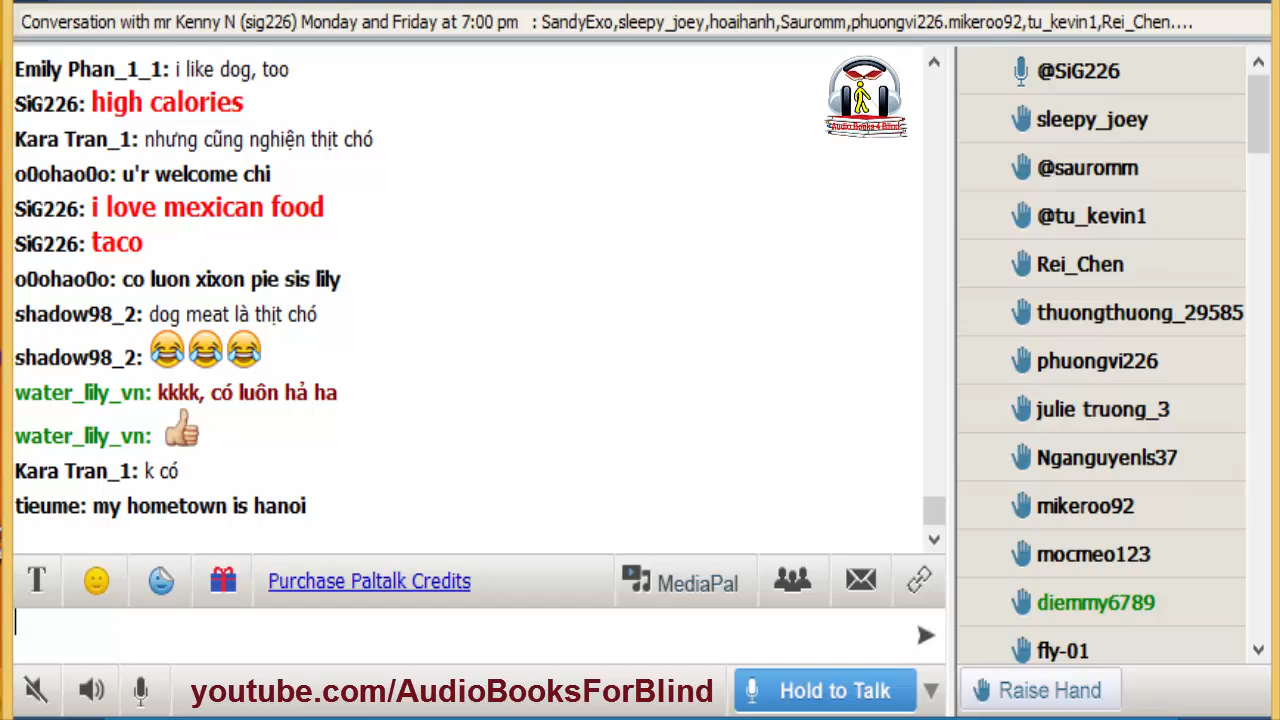 Conversation with mr Kenny N (sig226) Monday and Friday at 7:00 pm : SandyExo,sleepy_joey,hoaihanh,Sauromm,phuongvi226.mikeroo92,tu_kevin1,Rei_Chen....
Emily Phan_1_1: i like dog, too
SiG226: high calories
Kara Tran_1: nhưng cũng nghiện thịt chó
o0ohao0o: u'r welcome chi
SiG226: i love mexican food
SiG226: taco
o0ohao0o: co luon xixon pie sis lily
shadow98_2: dog meat là thịt chó
shadow98_2:
water_lily_vn: kkkk, có luôn hả ha
water_lily_vn:
Kara Tran_1: k có
tieume: my hometown is hanoi
Audio Books 4 Blind
@SiG226
sleepy_joey
@sauromm
@tu_kevin1
Rei_Chen
thuongthuong_29585
phuongvi226
julie truong_3
Nganguyenls37
mikeroo92
mocmeo123
diemmy6789
fly-01
T
Purchase Paltalk Credits
MediaPal
youtube.com/AudioBooksForBlind
Hold to Talk
Raise Hand